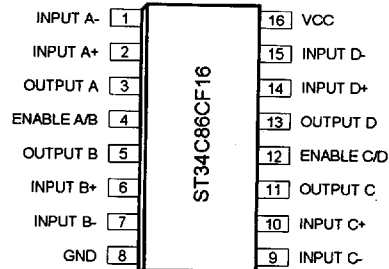 INPUT A- 1
INPUT A+ 2
OUTPUT A 3
ENABLE A/B 4
OUTPUT B 5
INPUT B+ 6
INPUT B- 7
GND 8
ST34C86CF16
16 VCC
15 INPUT D-
14 INPUT D+
13 OUTPUT D
12 ENABLE C/D
11 OUTPUT C
10 INPUT C+
9 INPUT C-